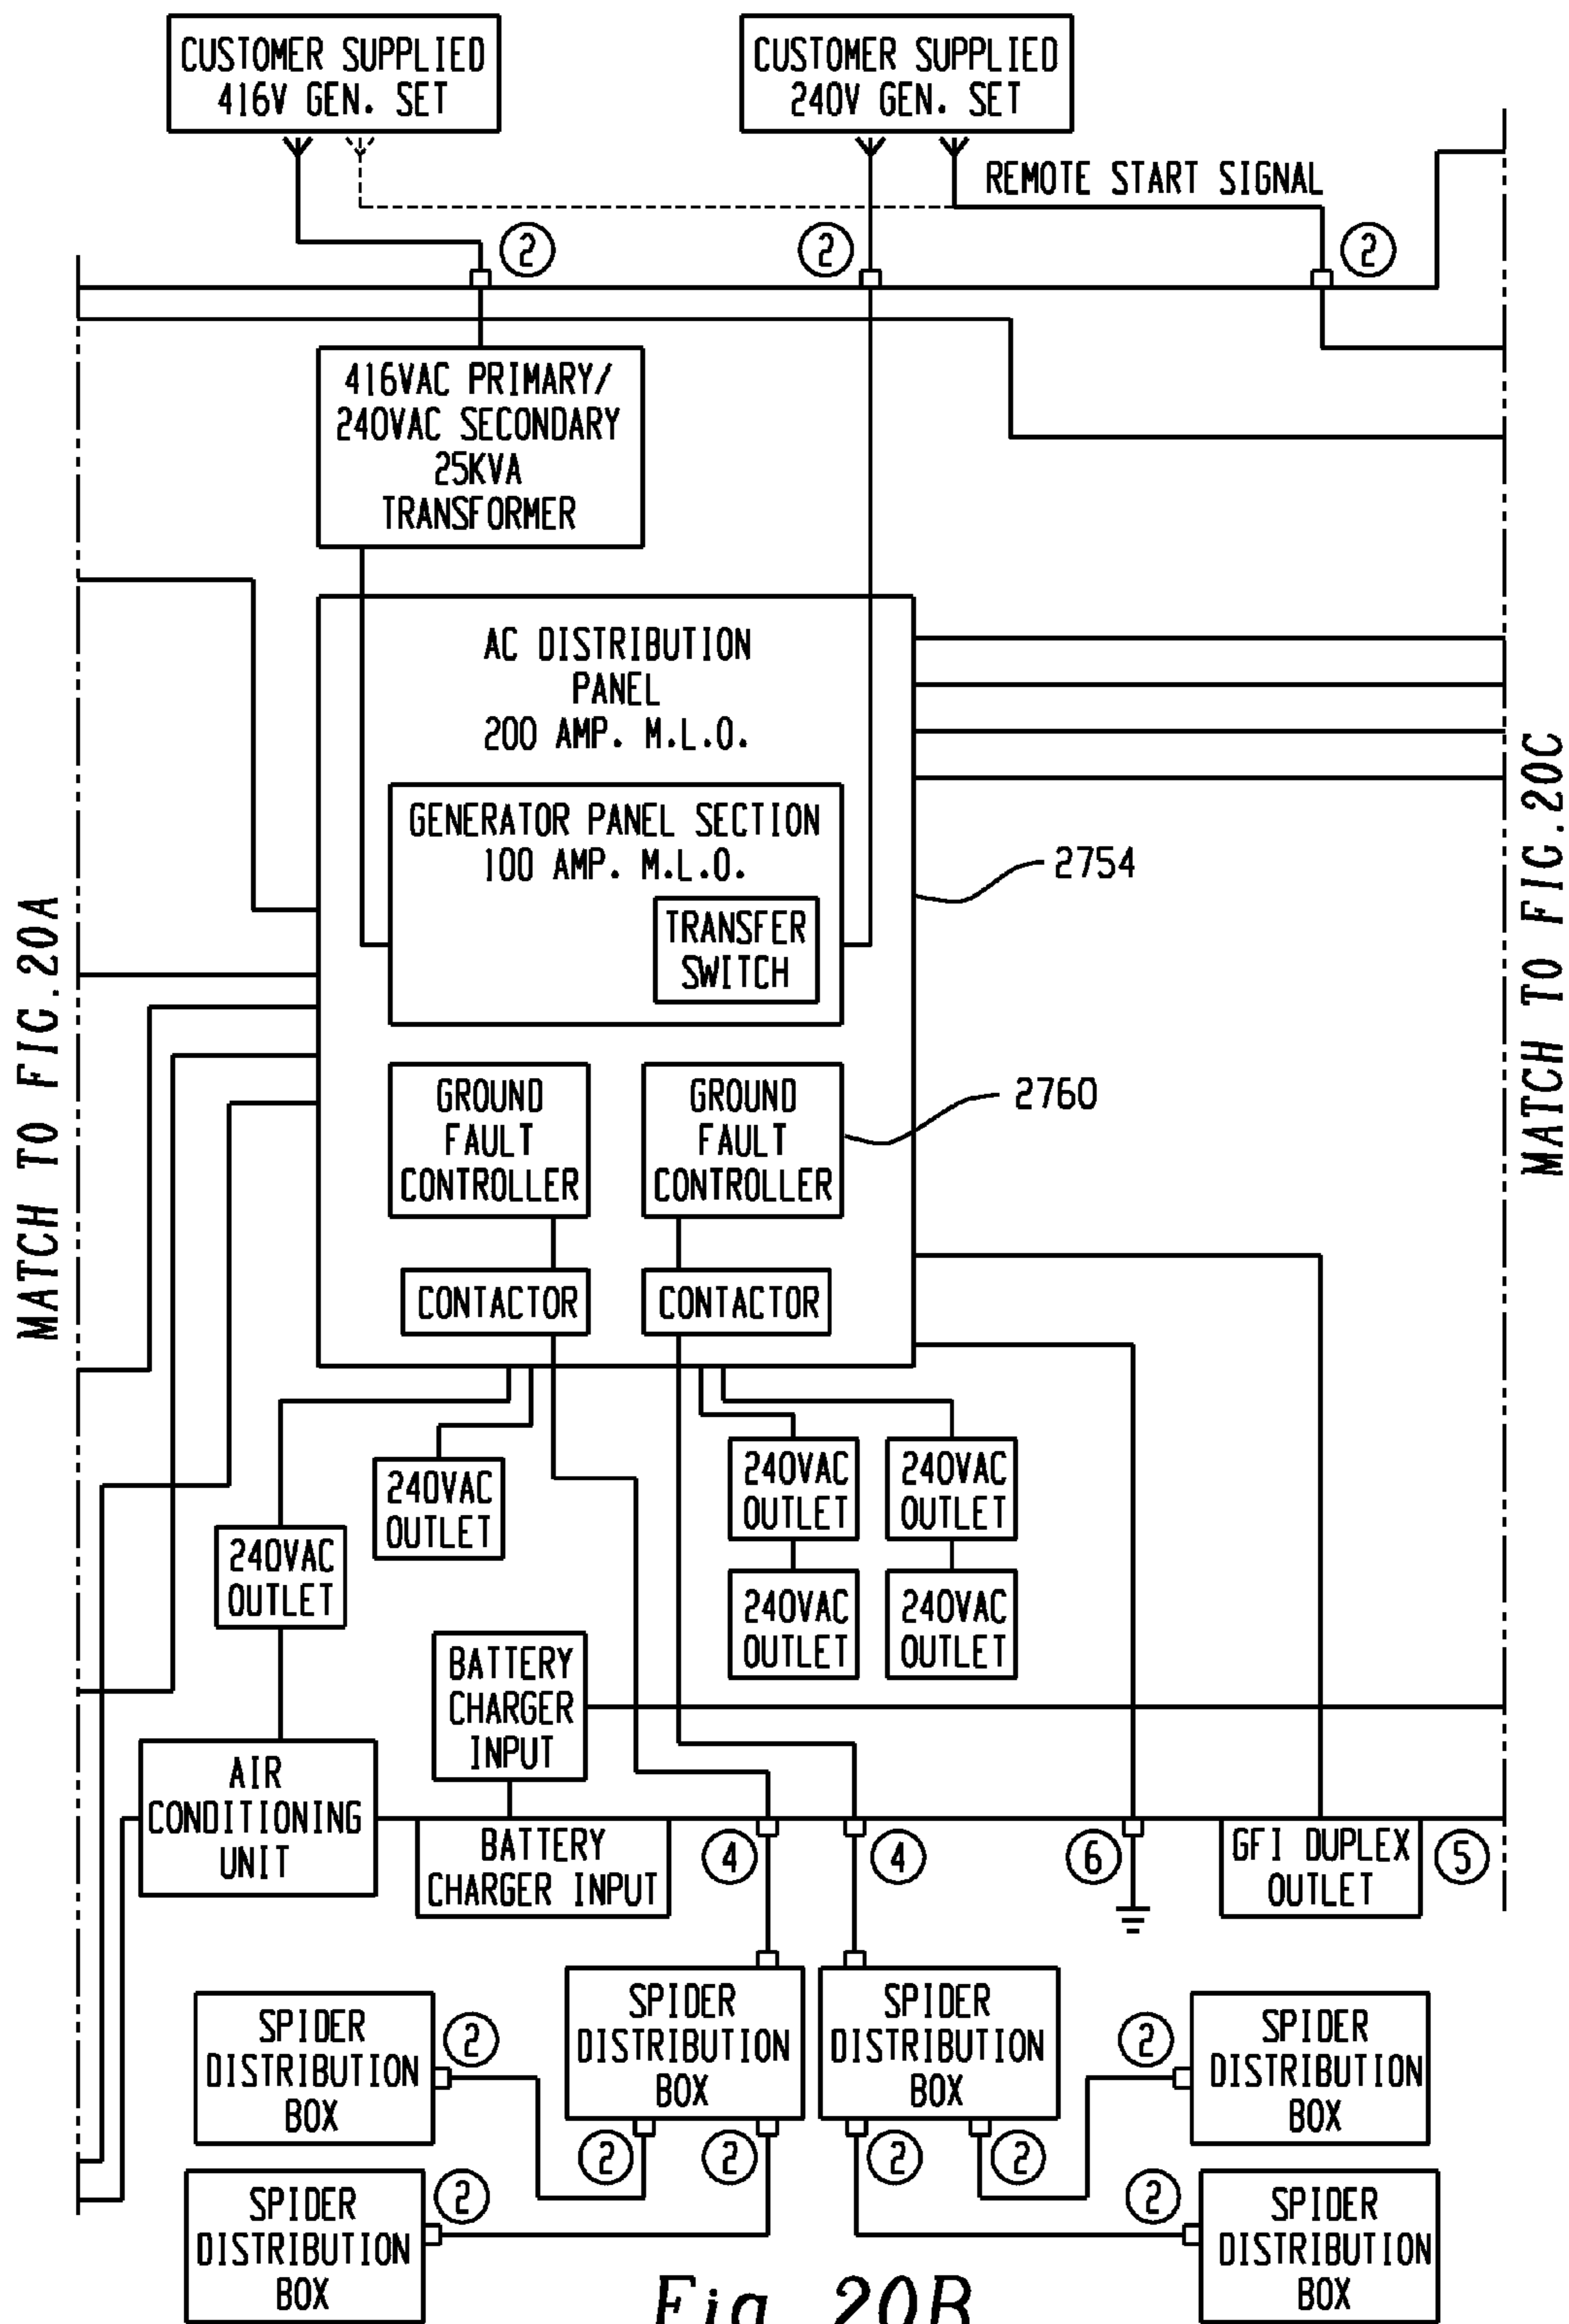 CUSTOMER SUPPLIED
416V GEN. SET
CUSTOMER SUPPLIED
240V GEN. SET
REMOTE START SIGNAL
2
2
2
416VAC PRIMARY/
240VAC SECONDARY
25KVA
TRANSFORMER
AC DISTRIBUTION
PANEL
200 AMP. M.L.O.
GENERATOR PANEL SECTION
100 AMP. M.L.O.
TRANSFER
SWITCH
2754
MATCH TO FIG.20A
MATCH TO FIG.20C
GROUND
FAULT
CONTROLLER
GROUND
FAULT
CONTROLLER
2760
CONTACTOR
CONTACTOR
240VAC
OUTLET
240VAC
OUTLET
240VAC
OUTLET
240VAC
OUTLET
240VAC
OUTLET
240VAC
OUTLET
BATTERY
CHARGER
INPUT
AIR
CONDITIONING
UNIT
BATTERY
CHARGER INPUT
4
4
6
GFI DUPLEX
OUTLET
5
SPIDER
DISTRIBUTION
BOX
2
SPIDER
DISTRIBUTION
BOX
SPIDER
DISTRIBUTION
BOX
2
SPIDER
DISTRIBUTION
BOX
2
2
2
2
SPIDER
DISTRIBUTION
BOX
2
2
SPIDER
DISTRIBUTION
BOX
Fig. 20B